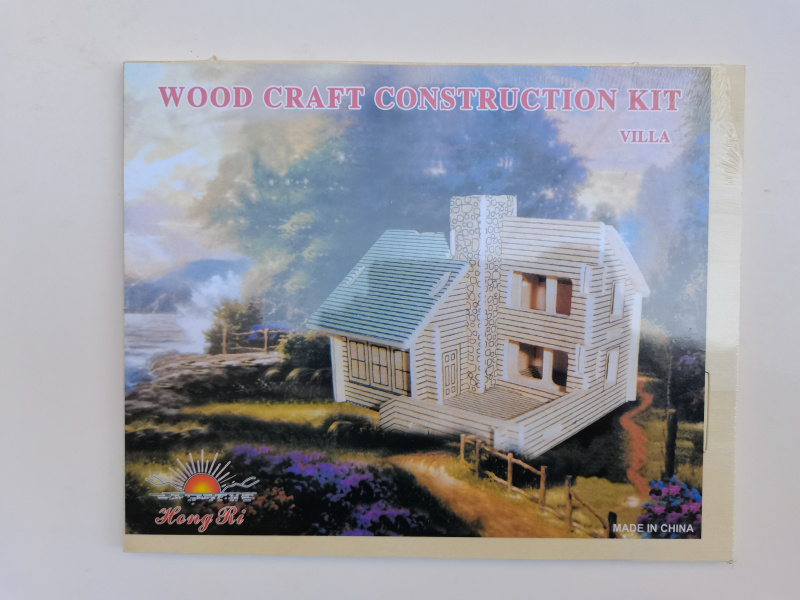 WOOD CRAFT CONSTRUCTION KIT
VILLA
Hong Ri
MADE IN CHINA